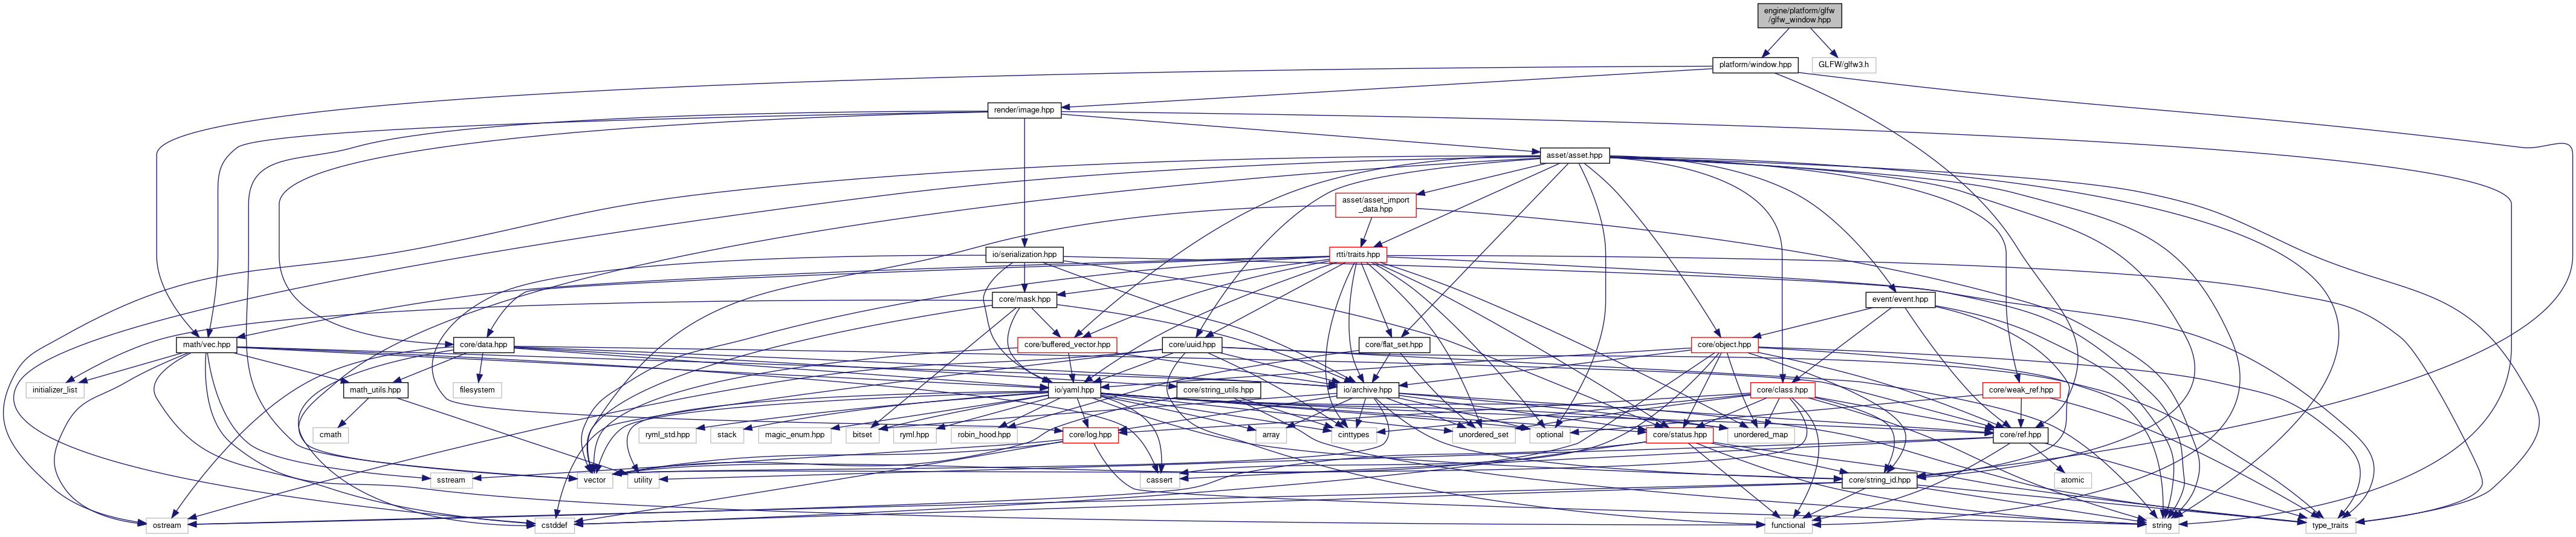 engine/platform/glfw
/glfw_window.hpp
platform/window.hpp
GLFW/glfw3.h
render/image.hpp
asset/asset.hpp
asset/asset_import
_data.hpp
io/serialization.hpp
rtti/traits.hpp
core/mask.hpp
event/event.hpp
math/vec.hpp
core/data.hpp
core/buffered_vector.hpp
core/uuid.hpp
core/flat_set.hpp
core/object.hpp
initializer_list
math_utils.hpp
filesystem
io/yaml.hpp
core/string_utils.hpp
io/archive.hpp
core/class.hpp
core/weak_ref.hpp
cmath
ryml_std.hpp
stack
magic_enum.hpp
bitset
ryml.hpp
robin_hood.hpp
core/log.hpp
array
cinttypes
unordered_set
optional
core/status.hpp
unordered_map
core/ref.hpp
sstream
vector
utility
cassert
core/string_id.hpp
atomic
ostream
cstddef
functional
string
type_traits